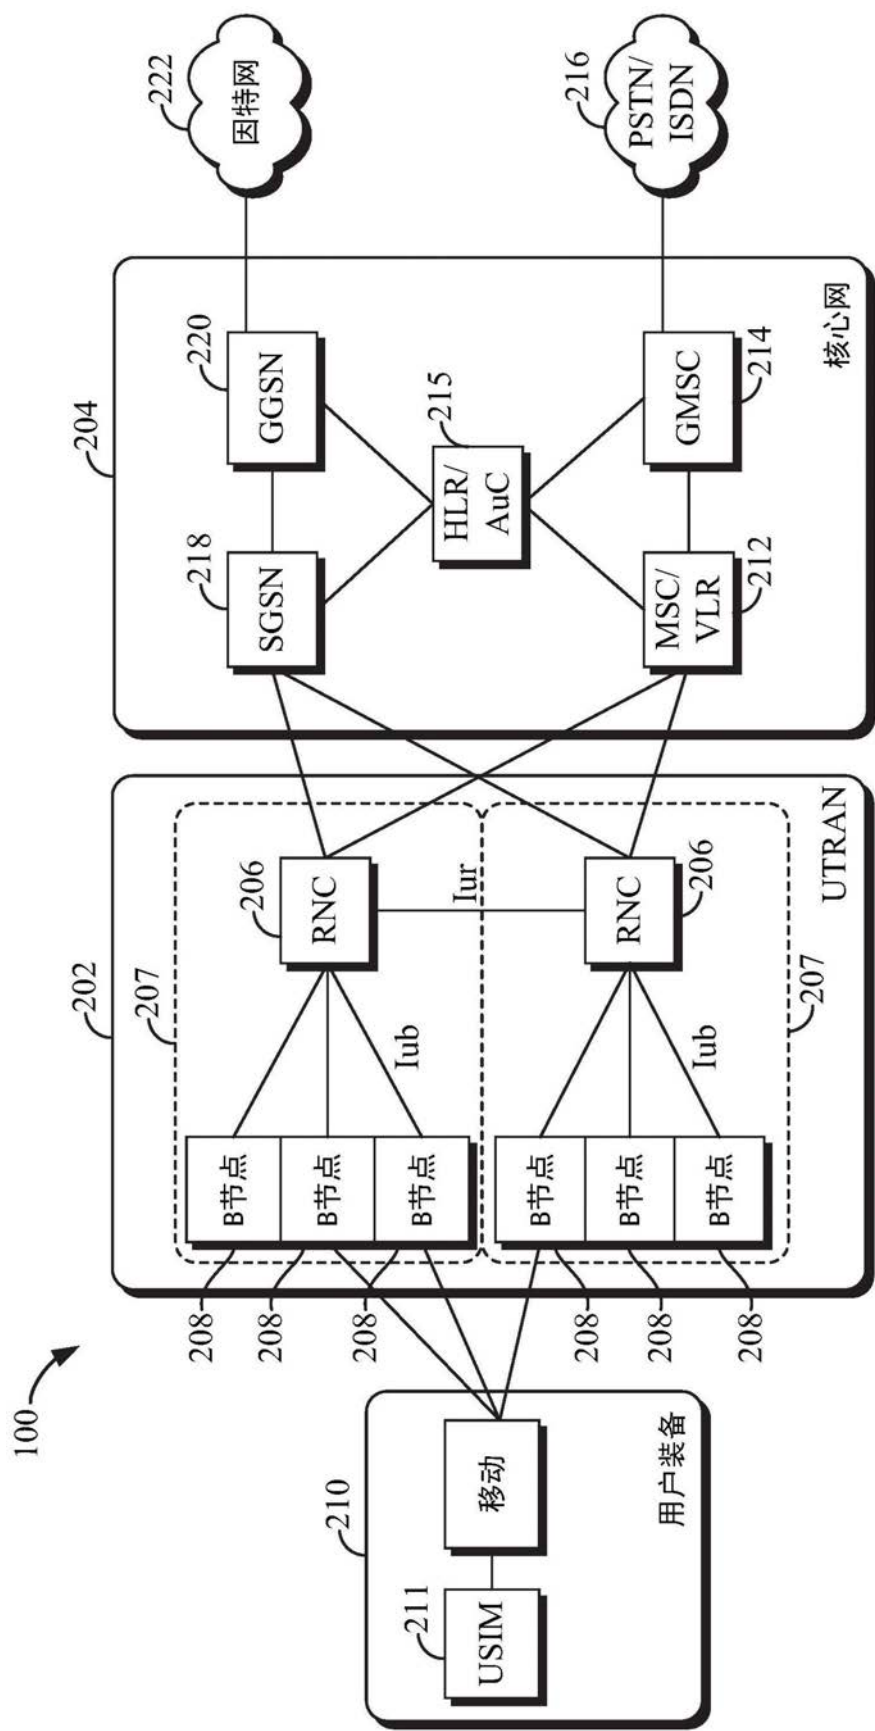 100
210
211
USIM
移动
用户装备
202
207
208
B节点
208
B节点
208
B节点
Iub
206
RNC
Iur
208
B节点
208
B节点
208
B节点
Iub
RNC
206
207
UTRAN
204
218
SGSN
220
GGSN
215
HLR/
AuC
MSC/
VLR
212
GMSC
214
核心网
222
因特网
216
PSTN/
ISDN